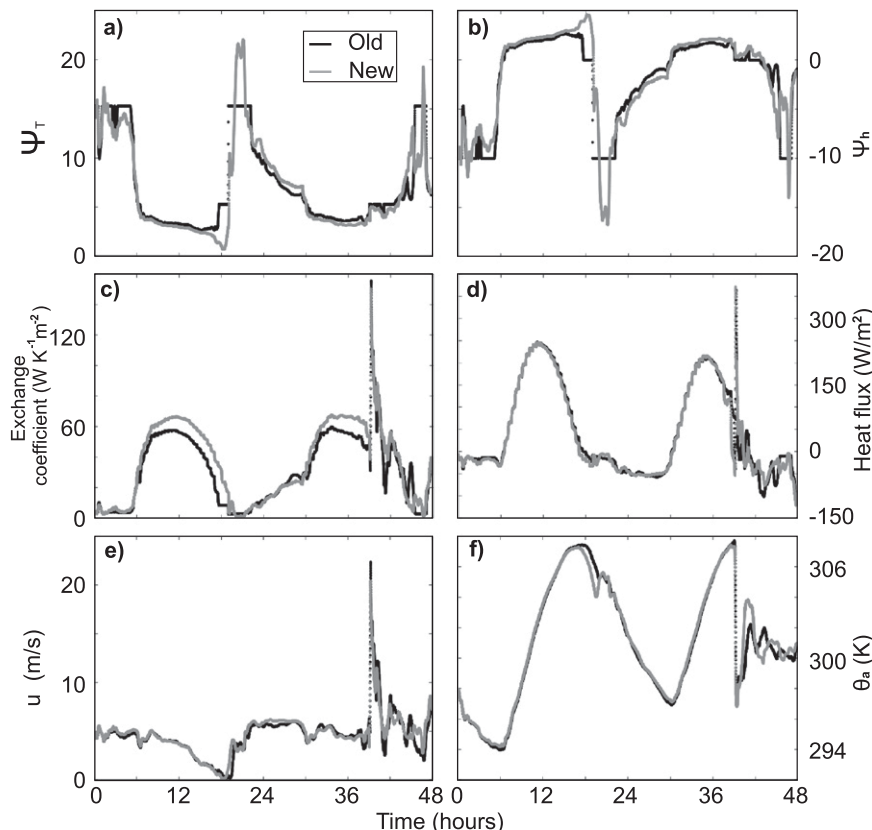 a)
Old
New
20
10
0
Ψ_T
b)
0
-10
-20
Ψ_h
c)
120
60
0
Exchange
coefficient (W K⁻¹m⁻²)
d)
300
150
0
-150
Heat flux (W/m²)
e)
20
10
0
u (m/s)
f)
306
300
294
θₐ (K)
0 12 24 36 48
12 24 36 48
Time (hours)